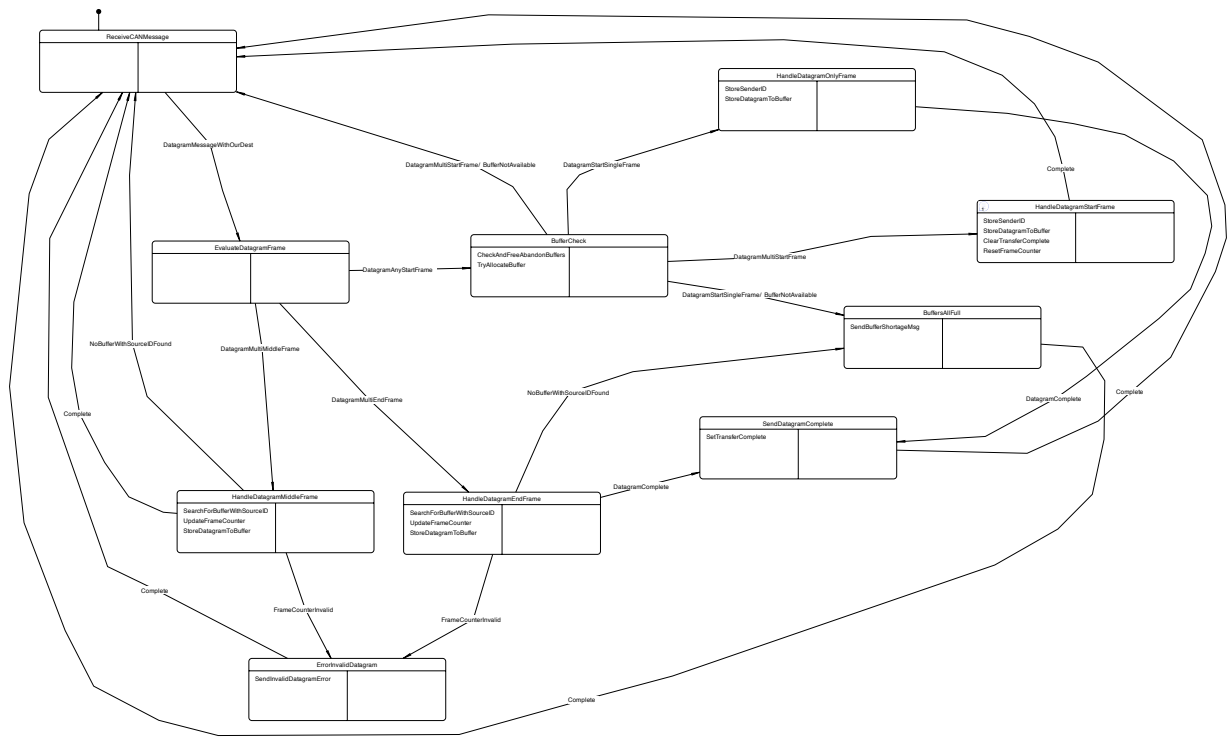 ReceiveCANMessage
HandleDatagramOnlyFrame
StoreSenderID
StoreDatagramToBuffer
DatagramMessageWithOurDest
DatagramMultiStartFrame/ BufferNotAvailable
DatagramStartSingleFrame
Complete
HandleDatagramStartFrame
StoreSenderID
StoreDatagramToBuffer
ClearTransferComplete
ResetFrameCounter
EvaluateDatagramFrame
BufferCheck
CheckAndFreeAbandonBuffers
TryAllocateBuffer
DatagramAnyStartFrame
DatagramMultiStartFrame
DatagramStartSingleFrame/ BufferNotAvailable
BuffersAllFull
SendBufferShortageMsg
NoBufferWithSourceIDFound
DatagramMultiMiddleFrame
DatagramMultiEndFrame
NoBufferWithSourceIDFound
Complete
DatagramComplete
Complete
SendDatagramComplete
SetTransferComplete
DatagramComplete
HandleDatagramMiddleFrame
SearchForBufferWithSourceID
UpdateFrameCounter
StoreDatagramToBuffer
HandleDatagramEndFrame
SearchForBufferWithSourceID
UpdateFrameCounter
StoreDatagramToBuffer
Complete
FrameCounterInvalid
FrameCounterInvalid
ErrorInvalidDatagram
SendInvalidDatagramError
Complete